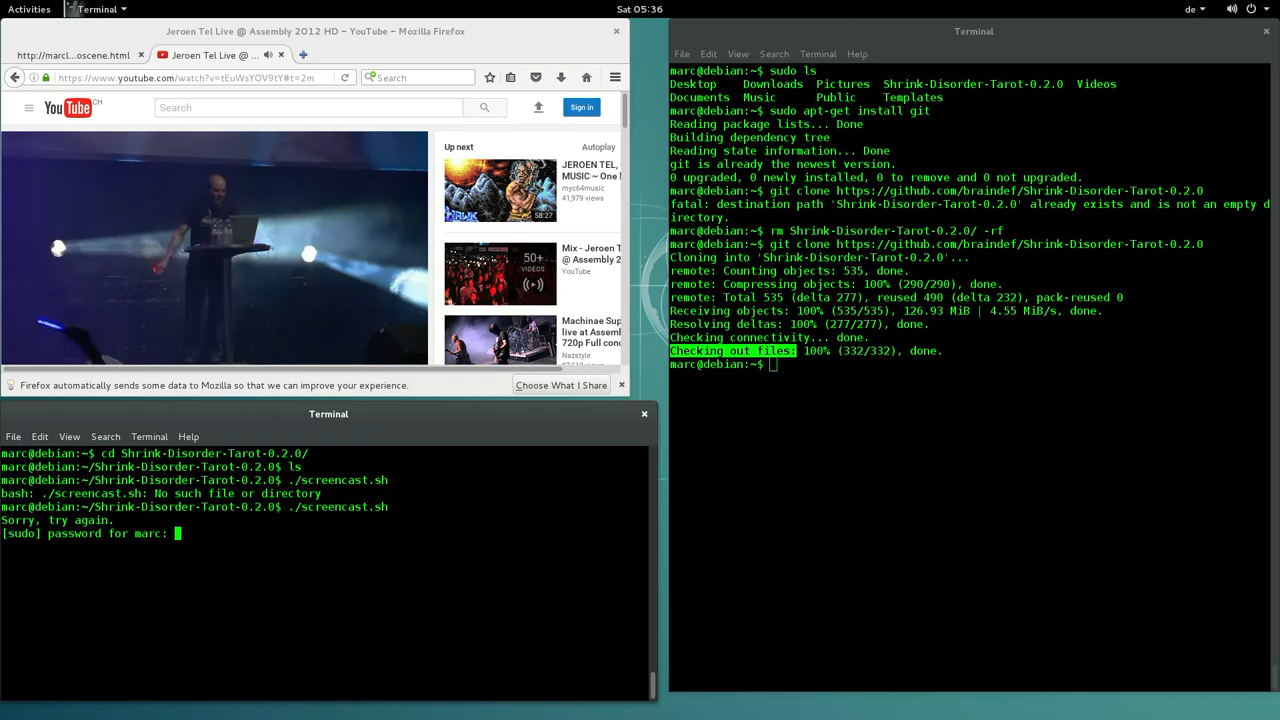 Activities Terminal Sat 05:36 de
Jeroen Tel Live @ Assembly 2012 HD – YouTube – Mozilla Firefox
http://marcl...oscene.html Jeroen Tel Live @ ...
https://www.youtube.com/watch?v=tEuWsYOV9tY#t=2m Search
YouTube CH Search Sign in
Up next Autoplay
JEROEN TEL,
MUSIC ~ One
myc64music
41,979 views
58:27
Mix - Jeroen T
@ Assembly 2
YouTube
50+
VIDEOS
Machinae Sup
live at Assemb
720p Full conc
Nazstyle
Firefox automatically sends some data to Mozilla so that we can improve your experience. Choose What I Share
Terminal
File Edit View Search Terminal Help
marc@debian:~$ cd Shrink-Disorder-Tarot-0.2.0/
marc@debian:~/Shrink-Disorder-Tarot-0.2.0$ ls
marc@debian:~/Shrink-Disorder-Tarot-0.2.0$ ./screencast.sh
bash: ./screencast.sh: No such file or directory
marc@debian:~/Shrink-Disorder-Tarot-0.2.0$ ./screencast.sh
Sorry, try again.
[sudo] password for marc:
Terminal
File Edit View Search Terminal Help
marc@debian:~$ sudo ls
Desktop Downloads Pictures Shrink-Disorder-Tarot-0.2.0 Videos
Documents Music Public Templates
marc@debian:~$ sudo apt-get install git
Reading package lists... Done
Building dependency tree
Reading state information... Done
git is already the newest version.
0 upgraded, 0 newly installed, 0 to remove and 0 not upgraded.
marc@debian:~$ git clone https://github.com/braindef/Shrink-Disorder-Tarot-0.2.0
fatal: destination path 'Shrink-Disorder-Tarot-0.2.0' already exists and is not an empty d
irectory.
marc@debian:~$ rm Shrink-Disorder-Tarot-0.2.0/ -rf
marc@debian:~$ git clone https://github.com/braindef/Shrink-Disorder-Tarot-0.2.0
Cloning into 'Shrink-Disorder-Tarot-0.2.0'...
remote: Counting objects: 535, done.
remote: Compressing objects: 100% (290/290), done.
remote: Total 535 (delta 277), reused 490 (delta 232), pack-reused 0
Receiving objects: 100% (535/535), 126.93 MiB | 4.55 MiB/s, done.
Resolving deltas: 100% (277/277), done.
Checking connectivity... done.
Checking out files: 100% (332/332), done.
marc@debian:~$